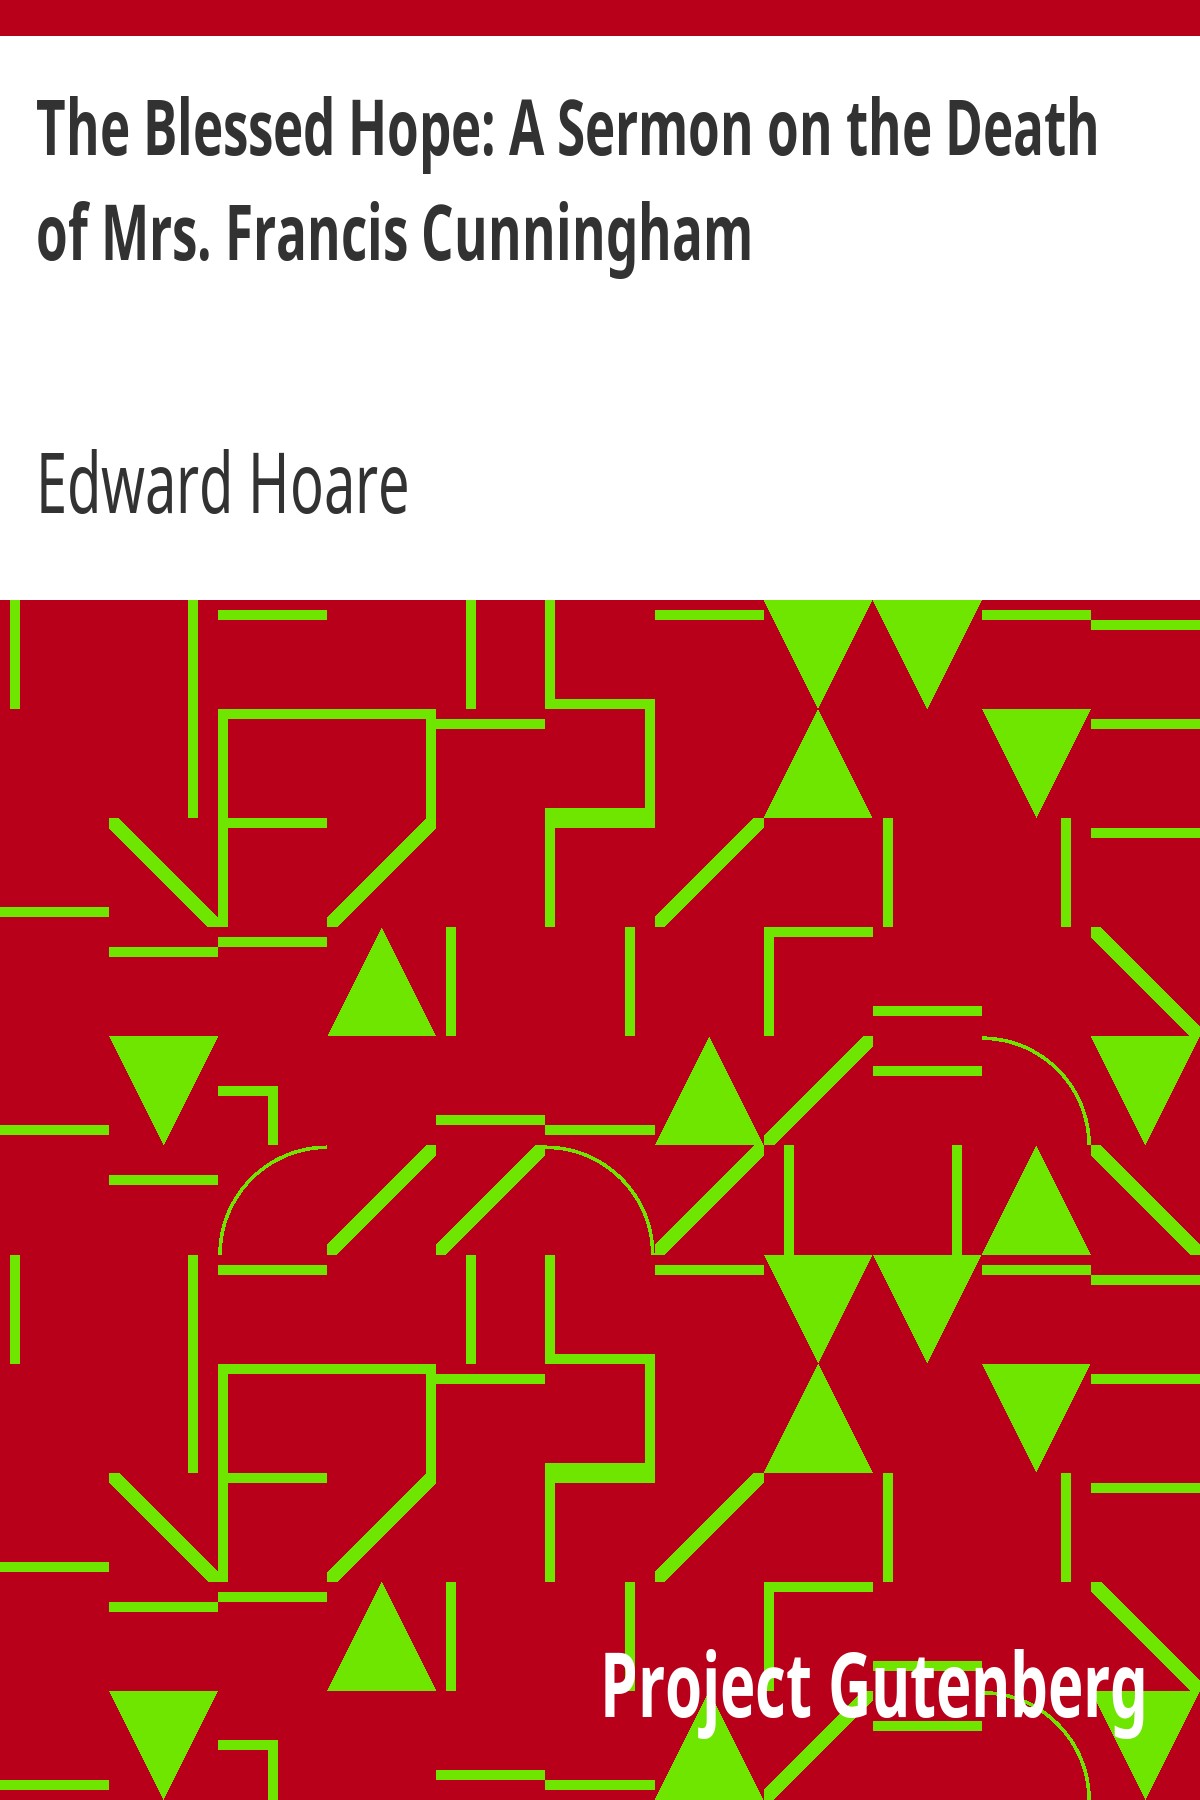 The Blessed Hope: A Sermon on the Death
of Mrs. Francis Cunningham
Edward Hoare
Project Gutenberg